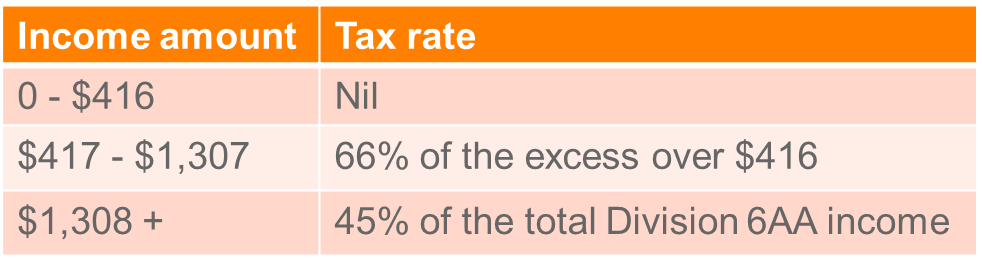 Income amount Tax rate
0 - $416 Nil
$417 - $1,307 66% of the excess over $416
$1,308 + 45% of the total Division 6AA income